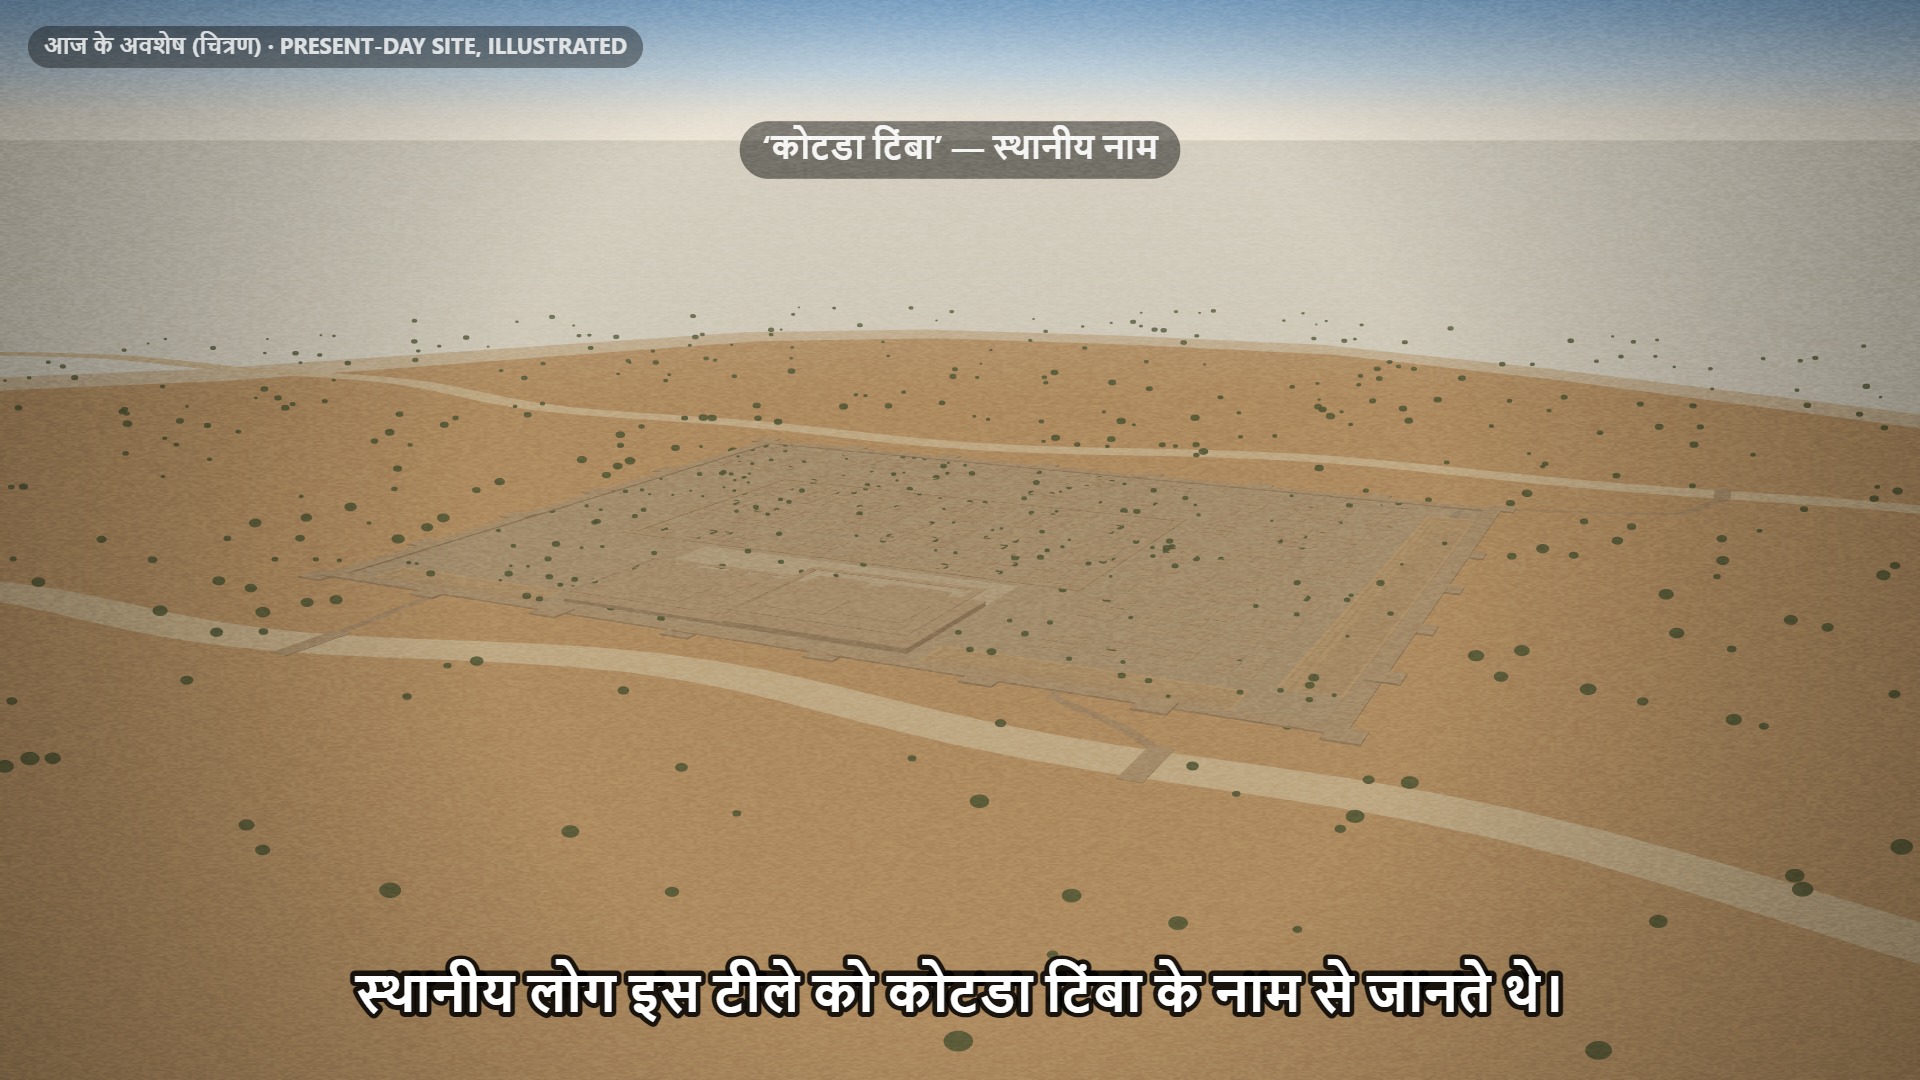 आज के अवशेष (चित्रण) · PRESENT-DAY SITE, ILLUSTRATED
‘कोटडा टिंबा’ — स्थानीय नाम
स्थानीय लोग इस टीले को कोटडा टिंबा के नाम से जानते थे।